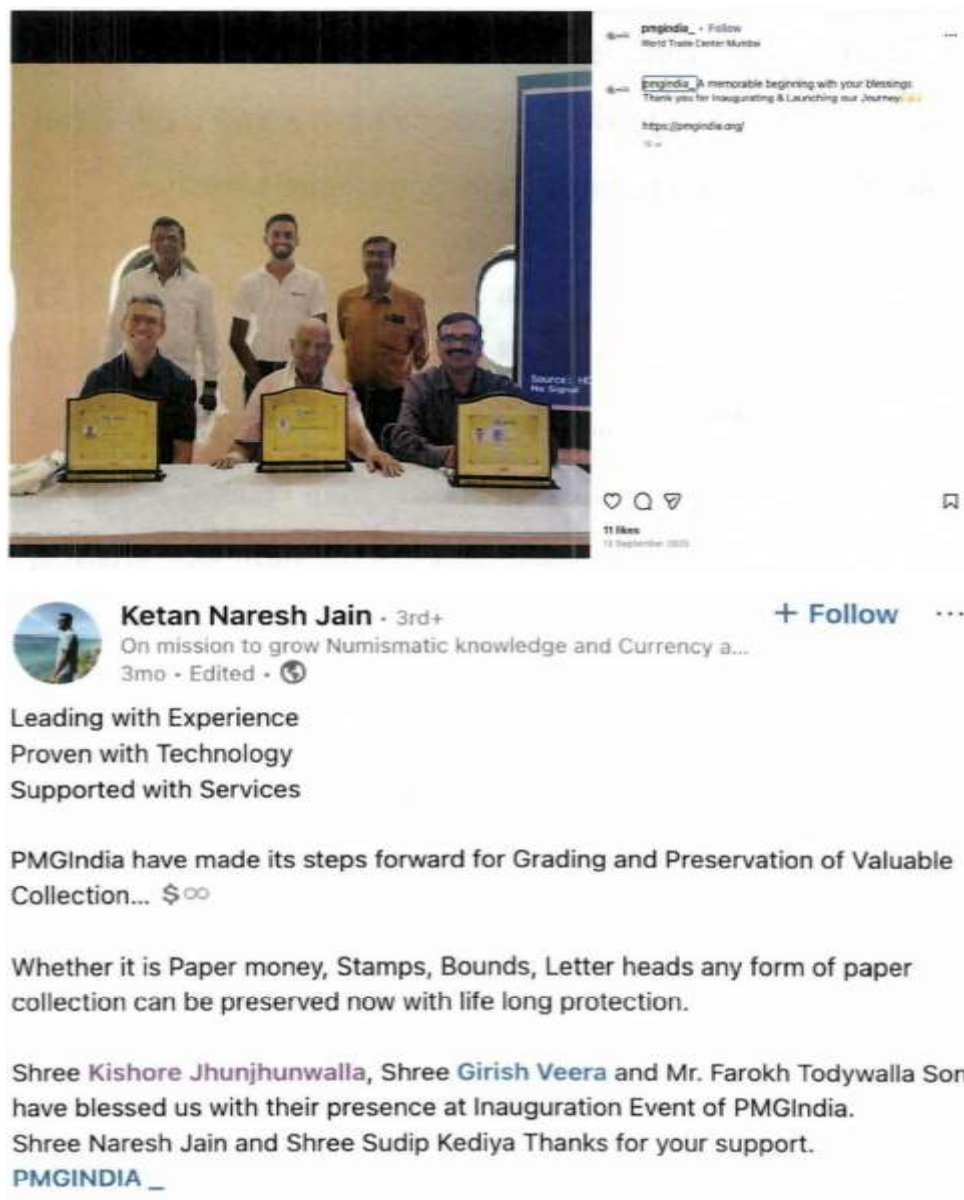 pmgindia_ • Follow
World Trade Center Mumbai
pmgindia_ A memorable beginning with your blessings
Thank you for Inaugurating & Launching our Journey
https://pmgindia.org/
Source: HD
No Signal
11 likes
Ketan Naresh Jain • 3rd+
+ Follow
On mission to grow Numismatic knowledge and Currency a...
3mo • Edited •
Leading with Experience
Proven with Technology
Supported with Services
PMGIndia have made its steps forward for Grading and Preservation of Valuable
Collection... $∞
Whether it is Paper money, Stamps, Bounds, Letter heads any form of paper
collection can be preserved now with life long protection.
Shree Kishore Jhunjhunwalla, Shree Girish Veera and Mr. Farokh Todywalla Son
have blessed us with their presence at Inauguration Event of PMGIndia.
Shree Naresh Jain and Shree Sudip Kediya Thanks for your support.
PMGINDIA _